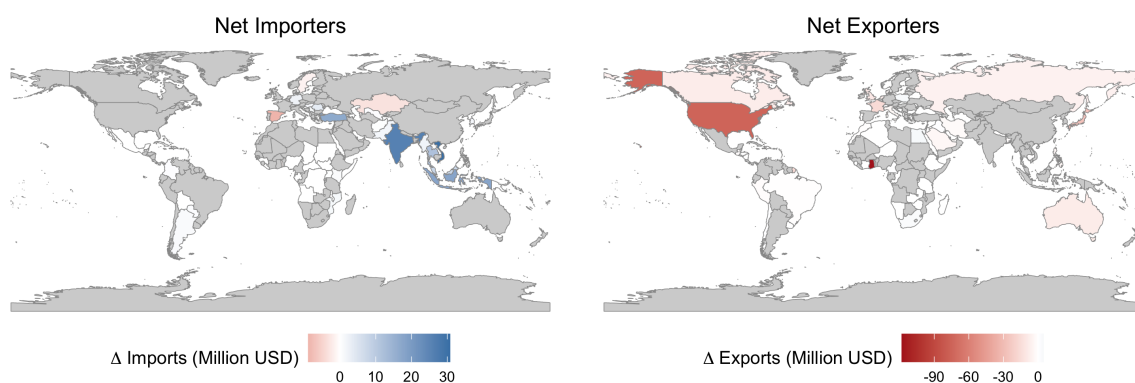 Net Importers
Net Exporters
Δ Imports (Million USD)
0 10 20 30
Δ Exports (Million USD)
-90 -60 -30 0